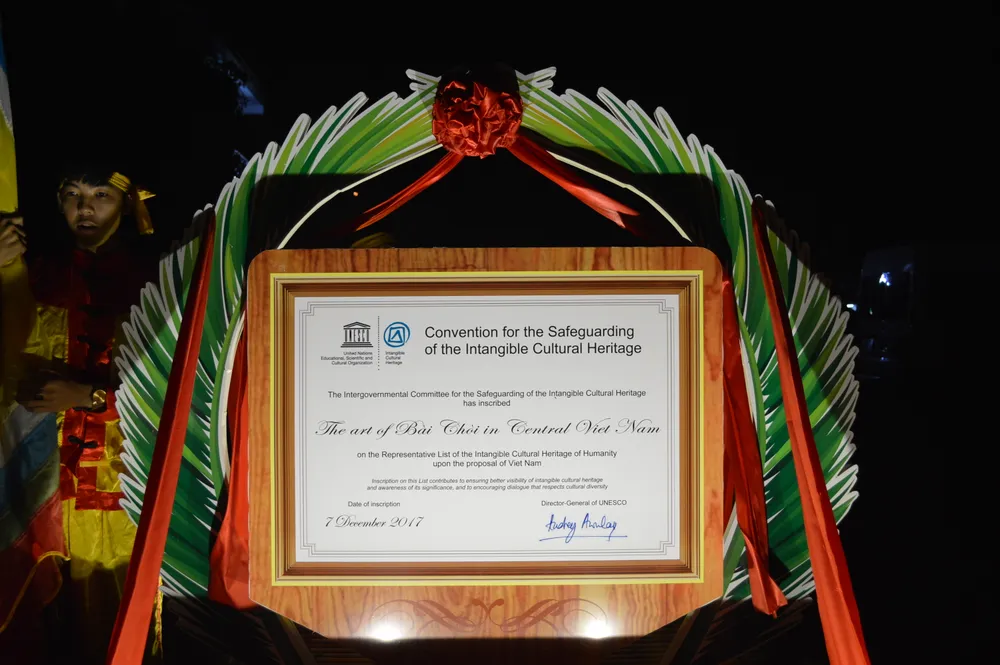 United Nations
Educational, Scientific and
Cultural Organization
Intangible
Cultural
Heritage
Convention for the Safeguarding
of the Intangible Cultural Heritage
The Intergovernmental Committee for the Safeguarding of the Intangible Cultural Heritage
has inscribed
The art of Bài Chòi in Central Viet Nam
on the Representative List of the Intangible Cultural Heritage of Humanity
upon the proposal of Viet Nam
Inscription on this List contributes to ensuring better visibility of intangible cultural heritage
and awareness of its significance, and to encouraging dialogue that respects cultural diversity
Date of inscription
7 December 2017
Director-General of UNESCO